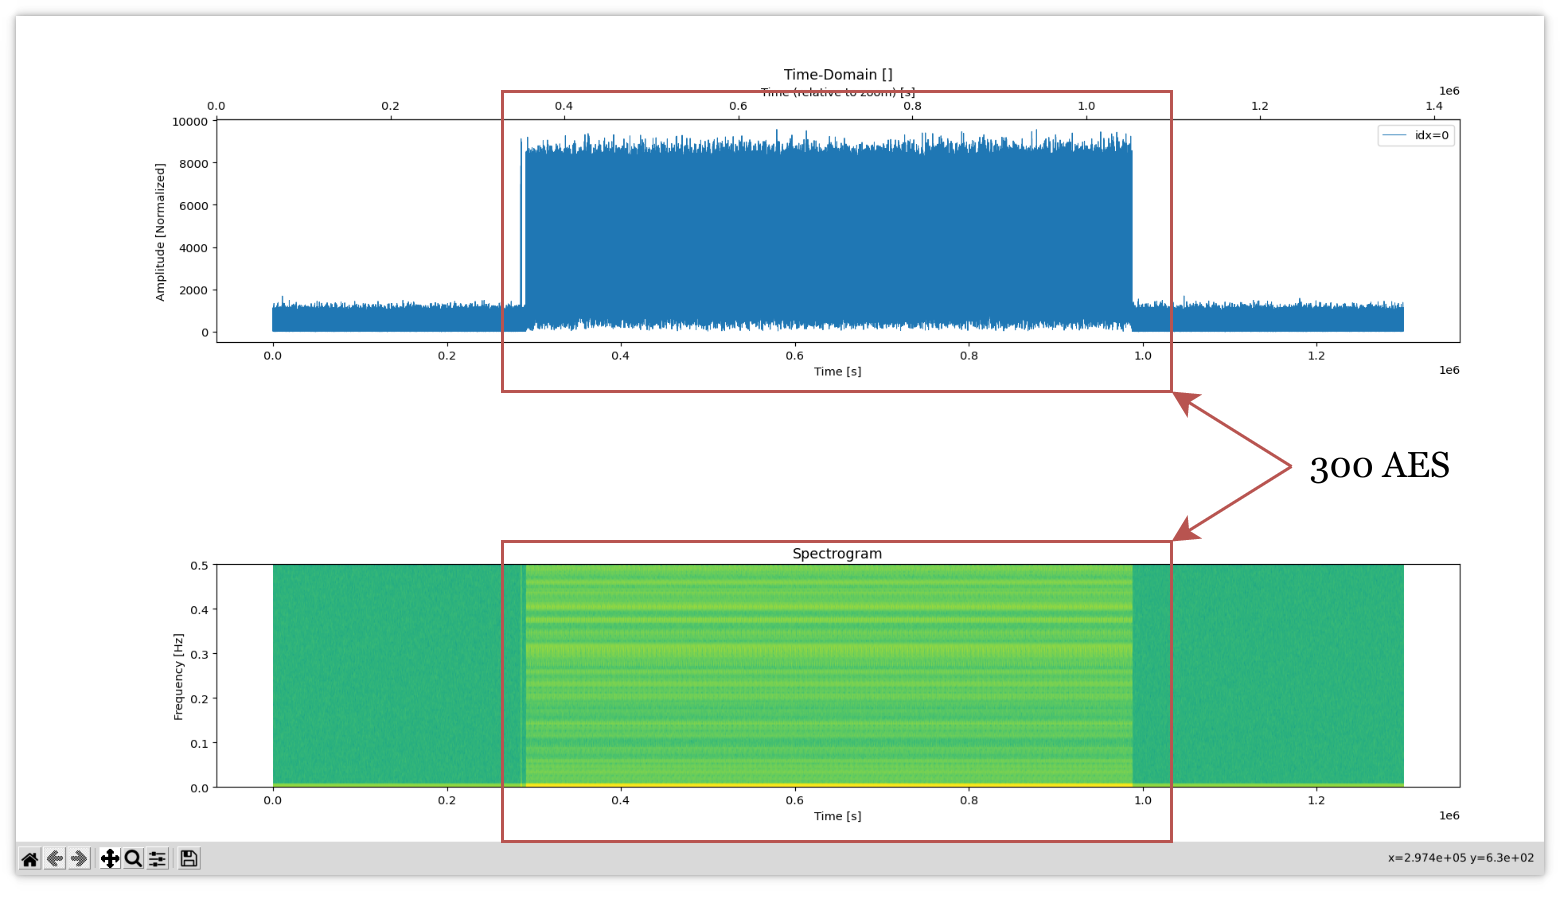 Time-Domain []
Time (relative to zoom) [s]
0.0 0.2 0.4 0.6 0.8 1.0 1.2 1.4
1e6
10000
8000
6000
4000
2000
0
Amplitude [Normalized]
idx=0
0.0 0.2 0.4 0.6 0.8 1.0 1.2
Time [s]
1e6
300 AES
Spectrogram
0.5
0.4
0.3
0.2
0.1
0.0
Frequency [Hz]
0.0 0.2 0.4 0.6 0.8 1.0 1.2
Time [s]
1e6
x=2.974e+05 y=6.3e+02